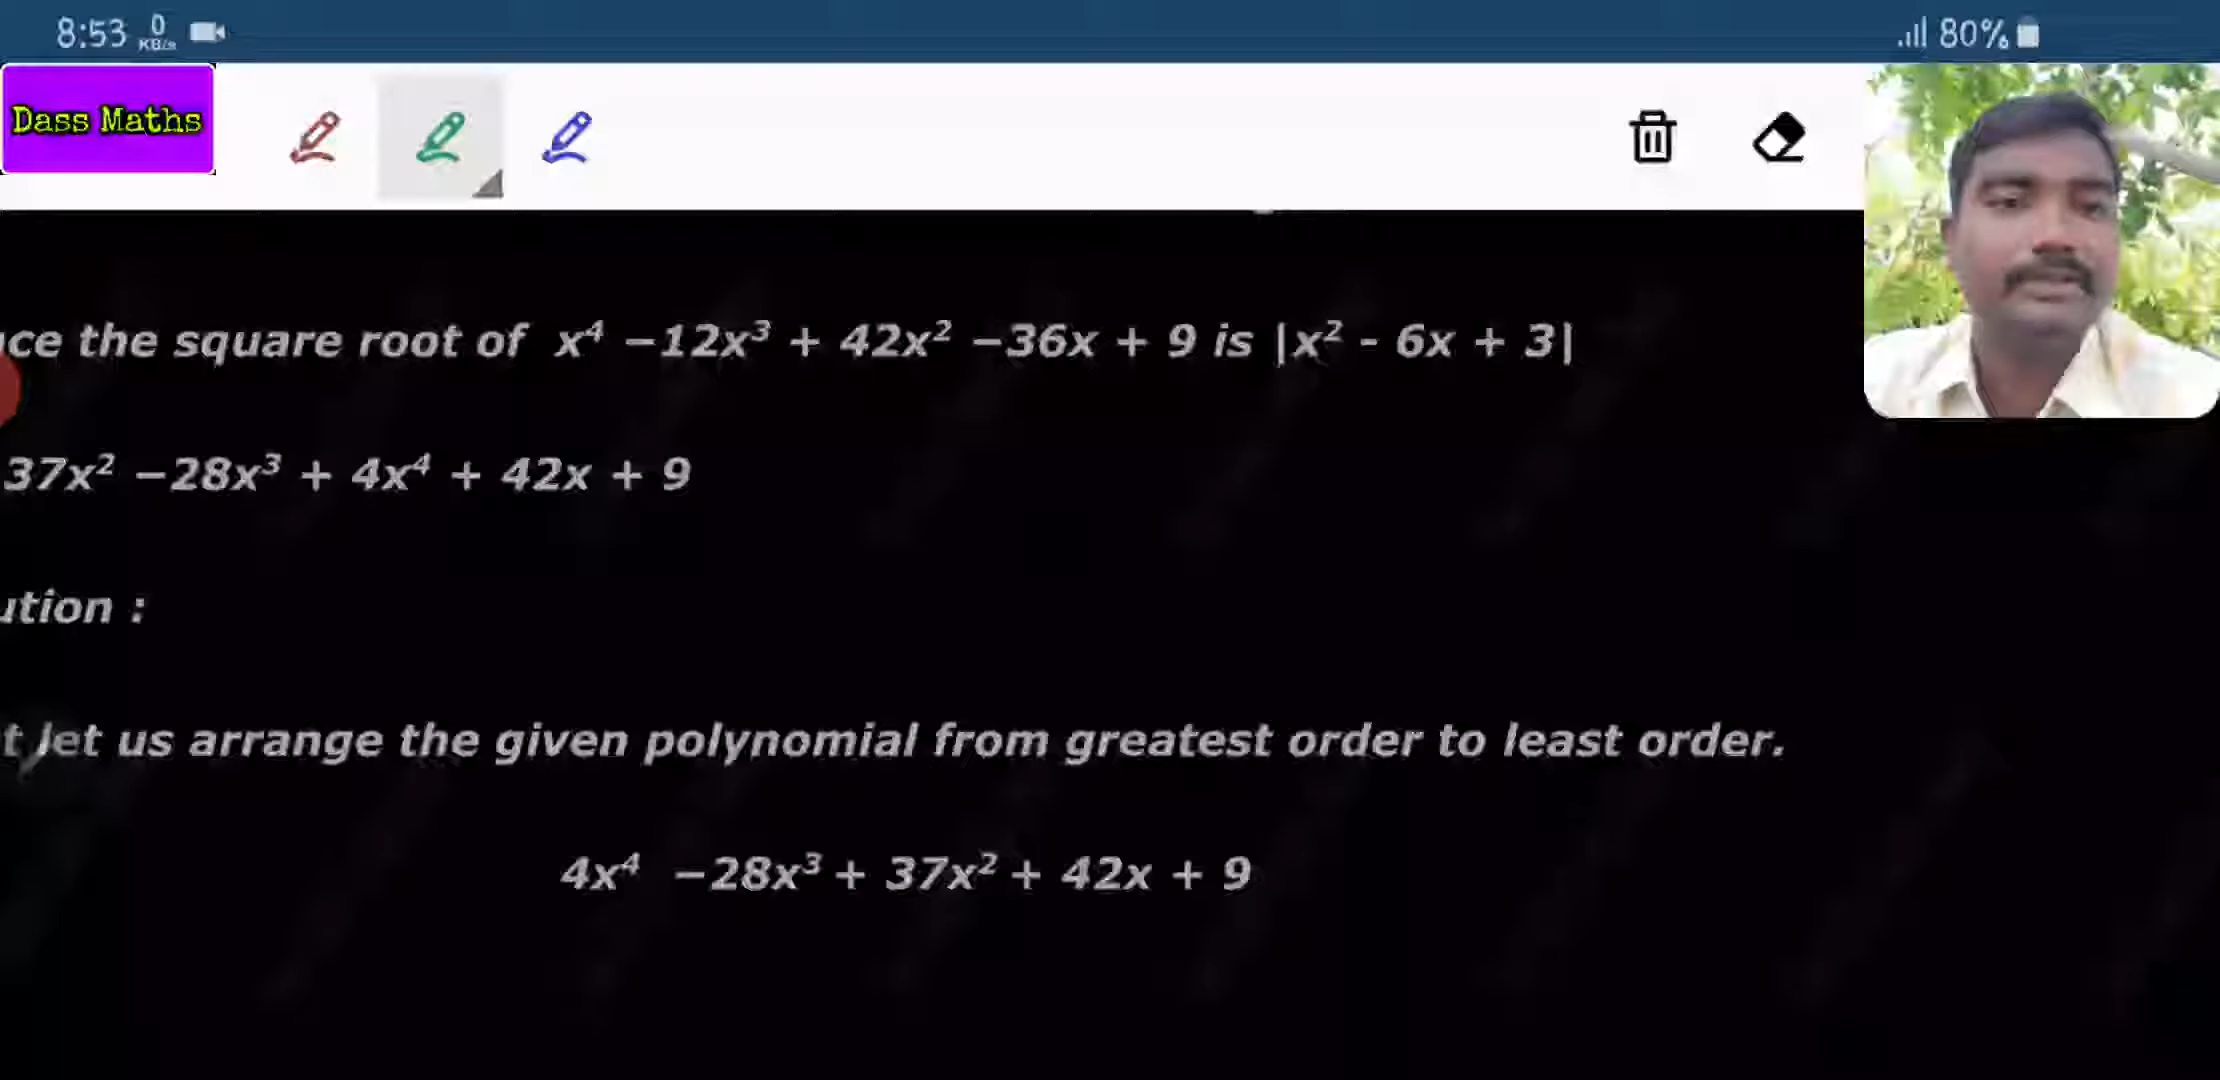 8:53 0 KB/s 80%
Dass Maths
ce the square root of x⁴ −12x³ + 42x² −36x + 9 is |x² - 6x + 3|
37x² −28x³ + 4x⁴ + 42x + 9
ution :
t let us arrange the given polynomial from greatest order to least order.
4x⁴ −28x³ + 37x² + 42x + 9